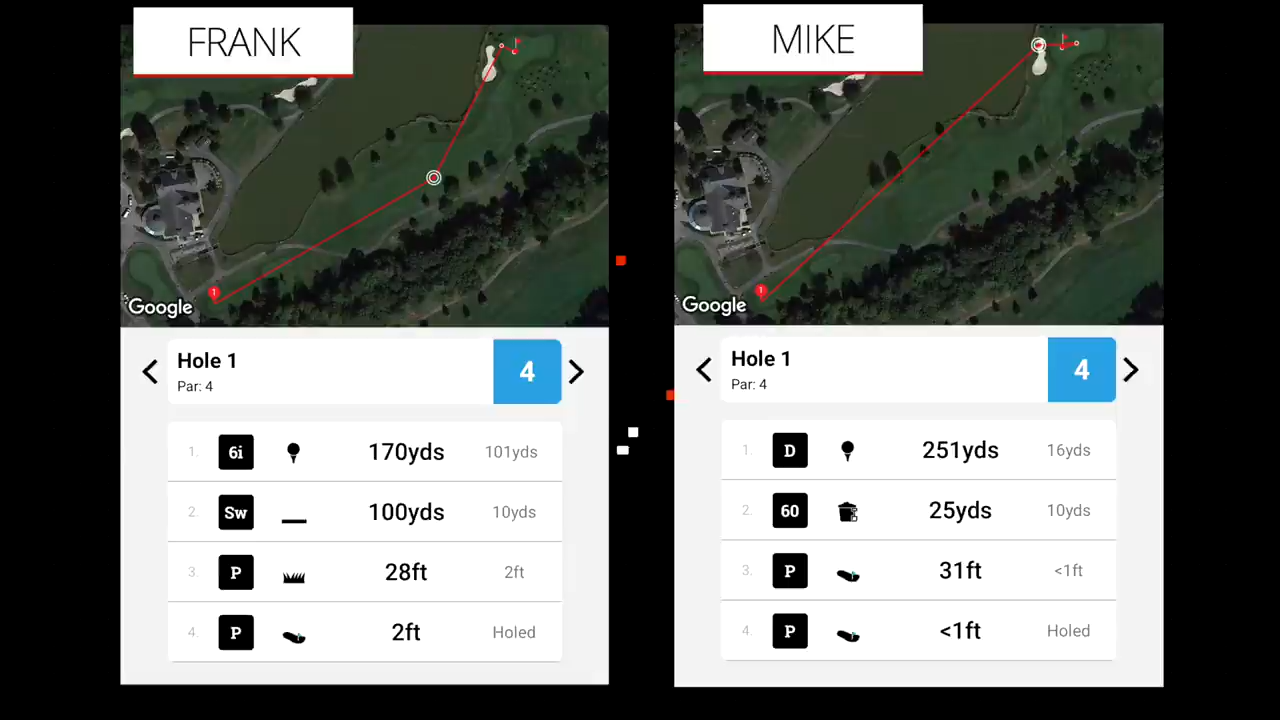 FRANK
1
Google
Hole 1
Par: 4
4
1. 6i 170yds 101yds
2. Sw 100yds 10yds
3. P 28ft 2ft
4. P 2ft Holed
MIKE
1
Google
Hole 1
Par: 4
4
1. D 251yds 16yds
2. 60 25yds 10yds
3. P 31ft <1ft
4. P <1ft Holed